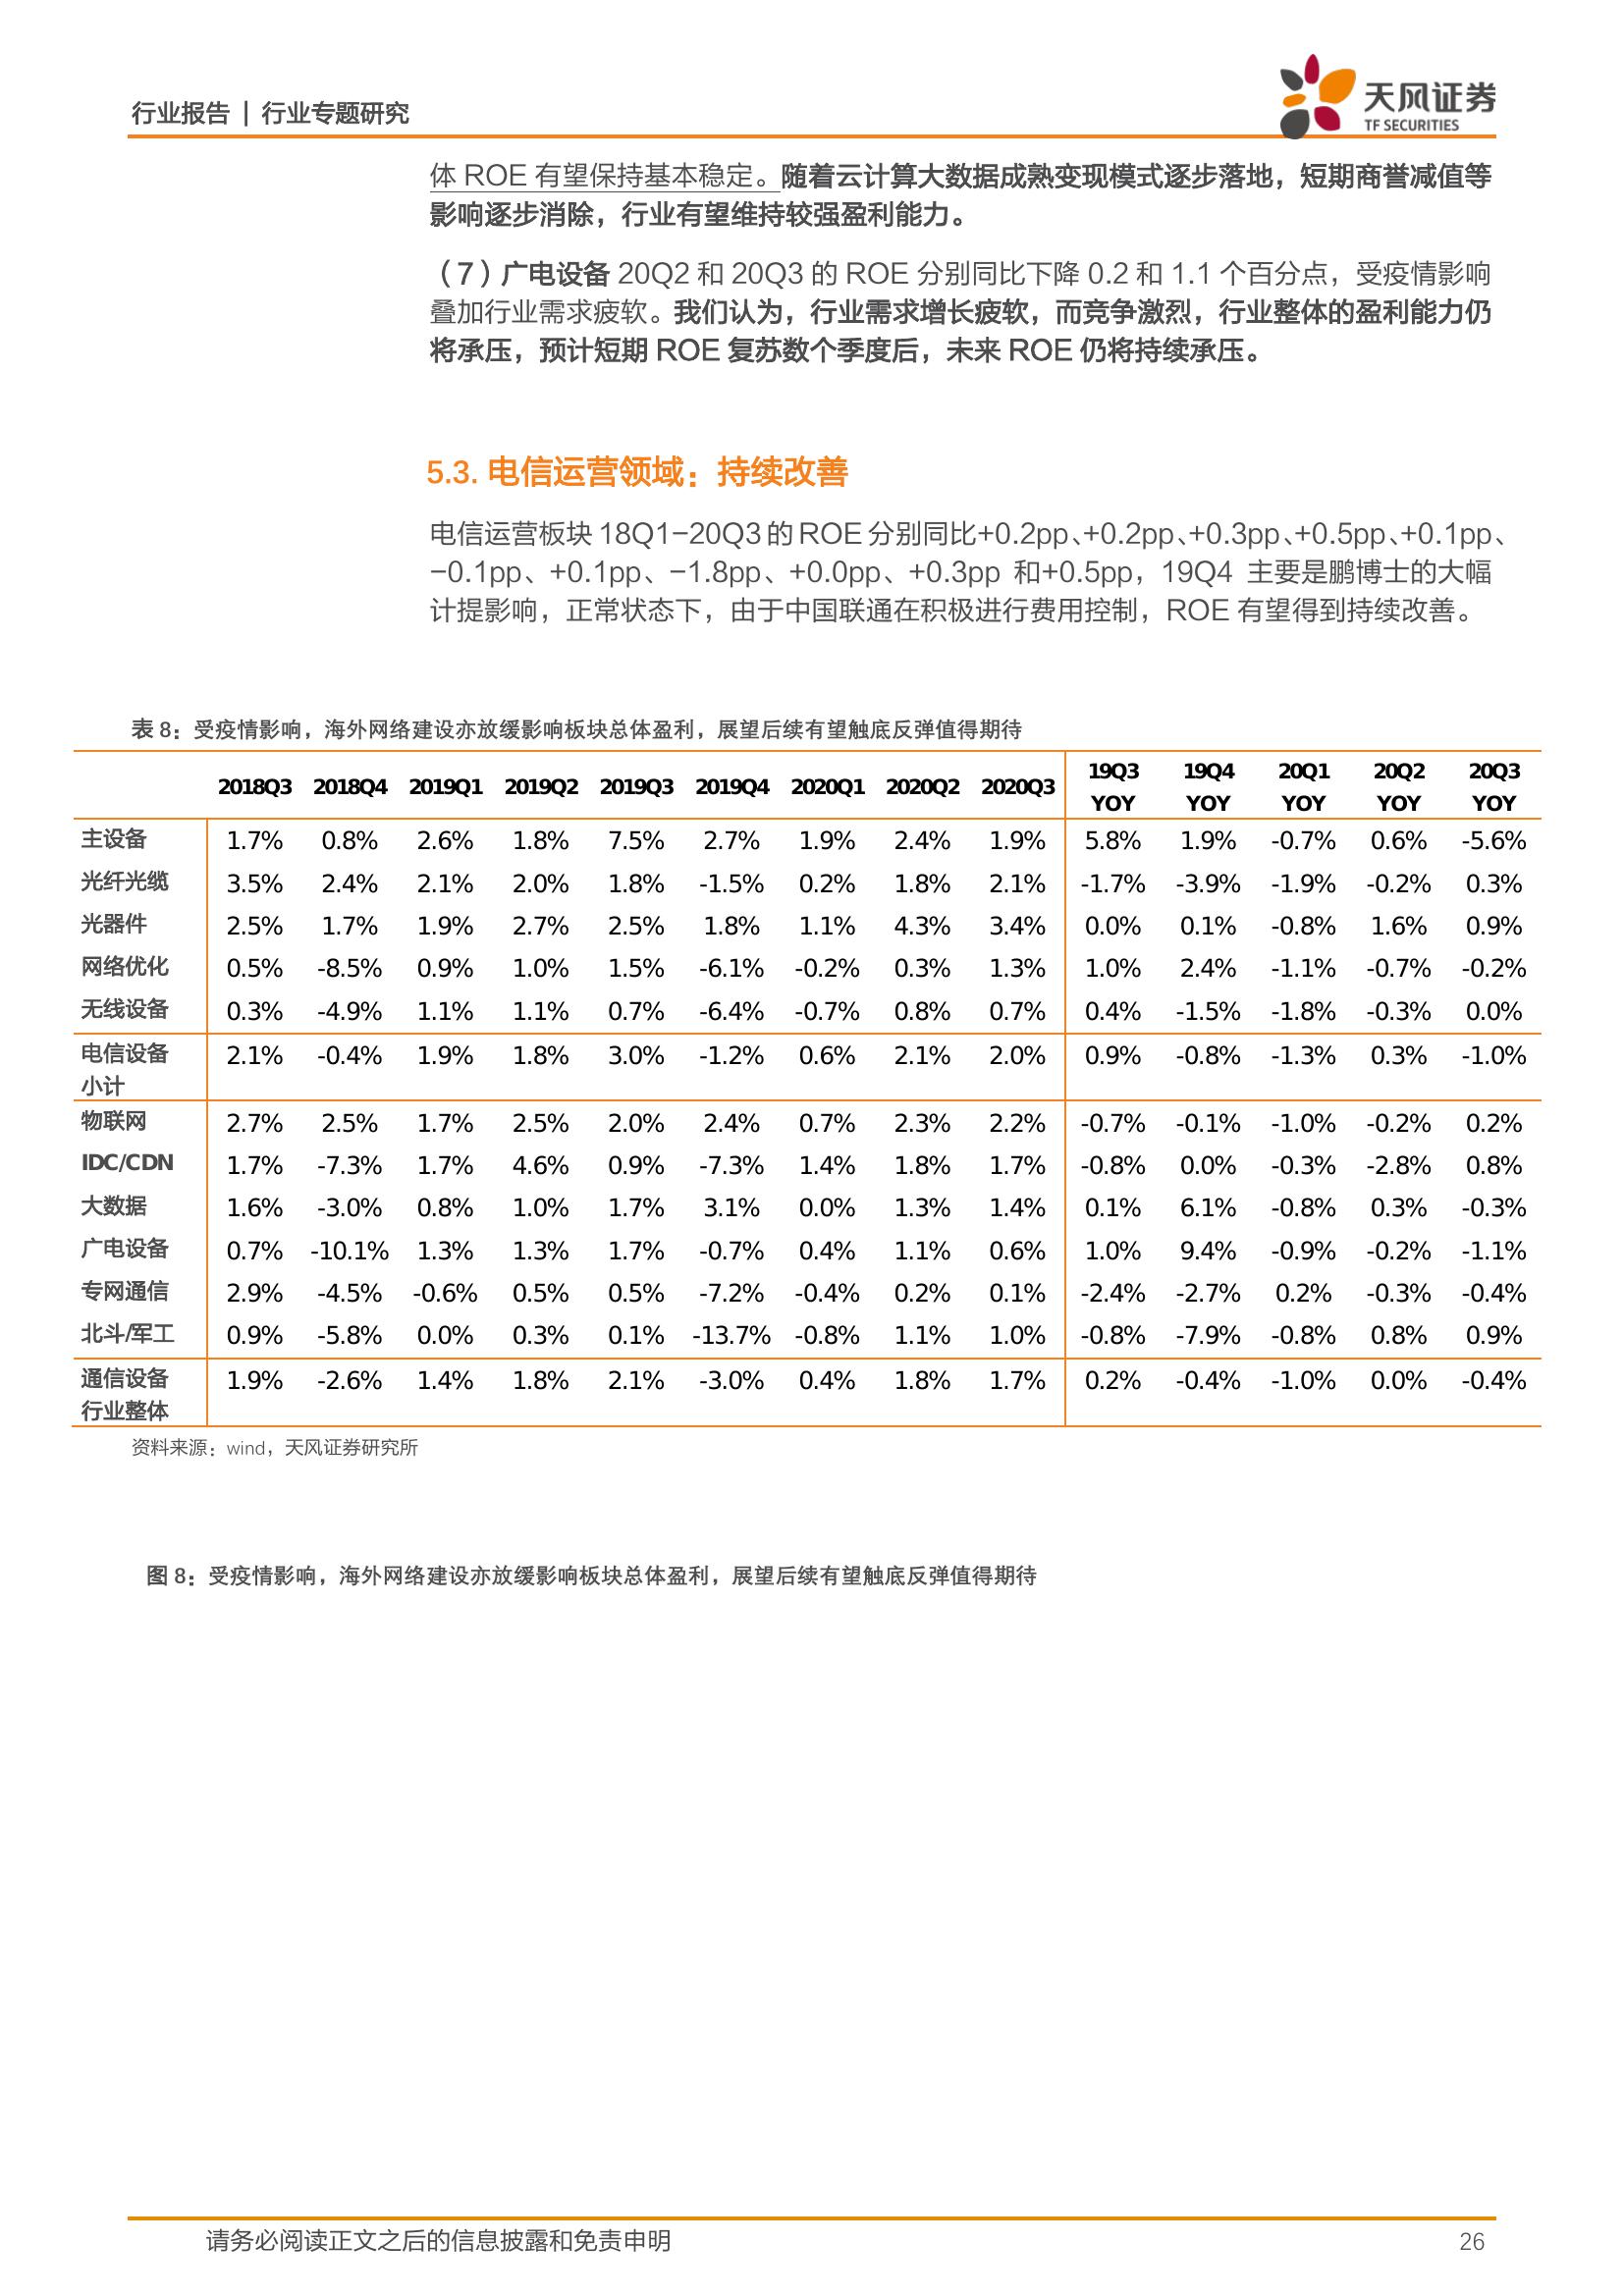 行业报告 | 行业专题研究
天风证券
TF SECURITIES
体 ROE 有望保持基本稳定。随着云计算大数据成熟变现模式逐步落地，短期商誉减值等
影响逐步消除，行业有望维持较强盈利能力。
（7）广电设备 20Q2 和 20Q3 的 ROE 分别同比下降 0.2 和 1.1 个百分点，受疫情影响
叠加行业需求疲软。我们认为，行业需求增长疲软，而竞争激烈，行业整体的盈利能力仍
将承压，预计短期 ROE 复苏数个季度后，未来 ROE 仍将持续承压。
5.3. 电信运营领域：持续改善
电信运营板块 18Q1-20Q3 的 ROE 分别同比+0.2pp、+0.2pp、+0.3pp、+0.5pp、+0.1pp、
-0.1pp、+0.1pp、-1.8pp、+0.0pp、+0.3pp 和+0.5pp，19Q4 主要是鹏博士的大幅
计提影响，正常状态下，由于中国联通在积极进行费用控制，ROE 有望得到持续改善。
表 8：受疫情影响，海外网络建设亦放缓影响板块总体盈利，展望后续有望触底反弹值得期待
2018Q3 2018Q4 2019Q1 2019Q2 2019Q3 2019Q4 2020Q1 2020Q2 2020Q3 19Q3 YOY 19Q4 YOY 20Q1 YOY 20Q2 YOY 20Q3 YOY
主设备 1.7% 0.8% 2.6% 1.8% 7.5% 2.7% 1.9% 2.4% 1.9% 5.8% 1.9% -0.7% 0.6% -5.6%
光纤光缆 3.5% 2.4% 2.1% 2.0% 1.8% -1.5% 0.2% 1.8% 2.1% -1.7% -3.9% -1.9% -0.2% 0.3%
光器件 2.5% 1.7% 1.9% 2.7% 2.5% 1.8% 1.1% 4.3% 3.4% 0.0% 0.1% -0.8% 1.6% 0.9%
网络优化 0.5% -8.5% 0.9% 1.0% 1.5% -6.1% -0.2% 0.3% 1.3% 1.0% 2.4% -1.1% -0.7% -0.2%
无线设备 0.3% -4.9% 1.1% 1.1% 0.7% -6.4% -0.7% 0.8% 0.7% 0.4% -1.5% -1.8% -0.3% 0.0%
电信设备小计 2.1% -0.4% 1.9% 1.8% 3.0% -1.2% 0.6% 2.1% 2.0% 0.9% -0.8% -1.3% 0.3% -1.0%
物联网 2.7% 2.5% 1.7% 2.5% 2.0% 2.4% 0.7% 2.3% 2.2% -0.7% -0.1% -1.0% -0.2% 0.2%
IDC/CDN 1.7% -7.3% 1.7% 4.6% 0.9% -7.3% 1.4% 1.8% 1.7% -0.8% 0.0% -0.3% -2.8% 0.8%
大数据 1.6% -3.0% 0.8% 1.0% 1.7% 3.1% 0.0% 1.3% 1.4% 0.1% 6.1% -0.8% 0.3% -0.3%
广电设备 0.7% -10.1% 1.3% 1.3% 1.7% -0.7% 0.4% 1.1% 0.6% 1.0% 9.4% -0.9% -0.2% -1.1%
专网通信 2.9% -4.5% -0.6% 0.5% 0.5% -7.2% -0.4% 0.2% 0.1% -2.4% -2.7% 0.2% -0.3% -0.4%
北斗/军工 0.9% -5.8% 0.0% 0.3% 0.1% -13.7% -0.8% 1.1% 1.0% -0.8% -7.9% -0.8% 0.8% 0.9%
通信设备行业整体 1.9% -2.6% 1.4% 1.8% 2.1% -3.0% 0.4% 1.8% 1.7% 0.2% -0.4% -1.0% 0.0% -0.4%
资料来源：wind，天风证券研究所
图 8：受疫情影响，海外网络建设亦放缓影响板块总体盈利，展望后续有望触底反弹值得期待
请务必阅读正文之后的信息披露和免责申明
26